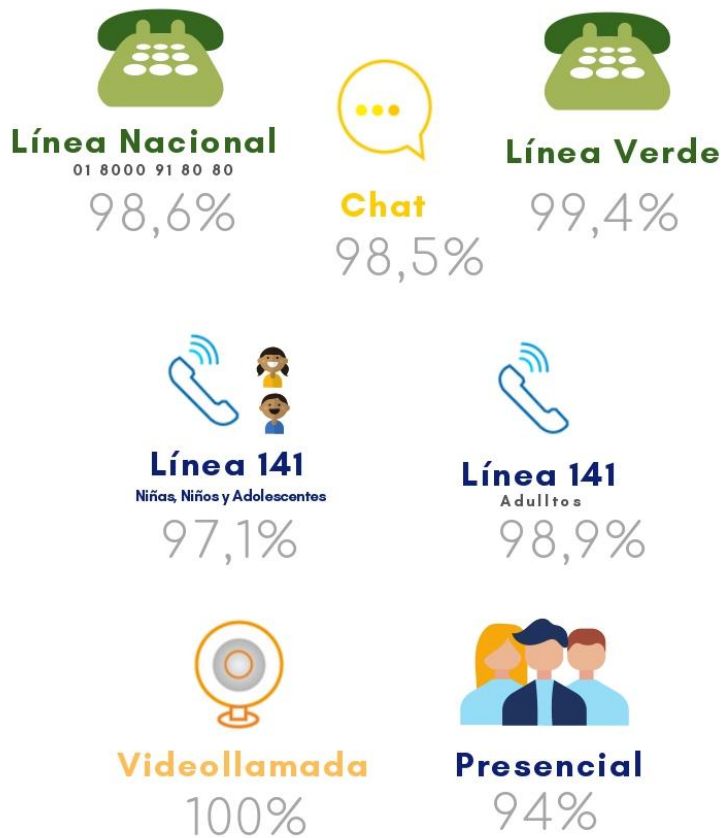 Línea Nacional
01 8000 91 80 80
98,6%
Chat
98,5%
Línea Verde
99,4%
Línea 141
Niñas, Niños y Adolescentes
97,1%
Línea 141
Adulltos
98,9%
Videollamada
100%
Presencial
94%